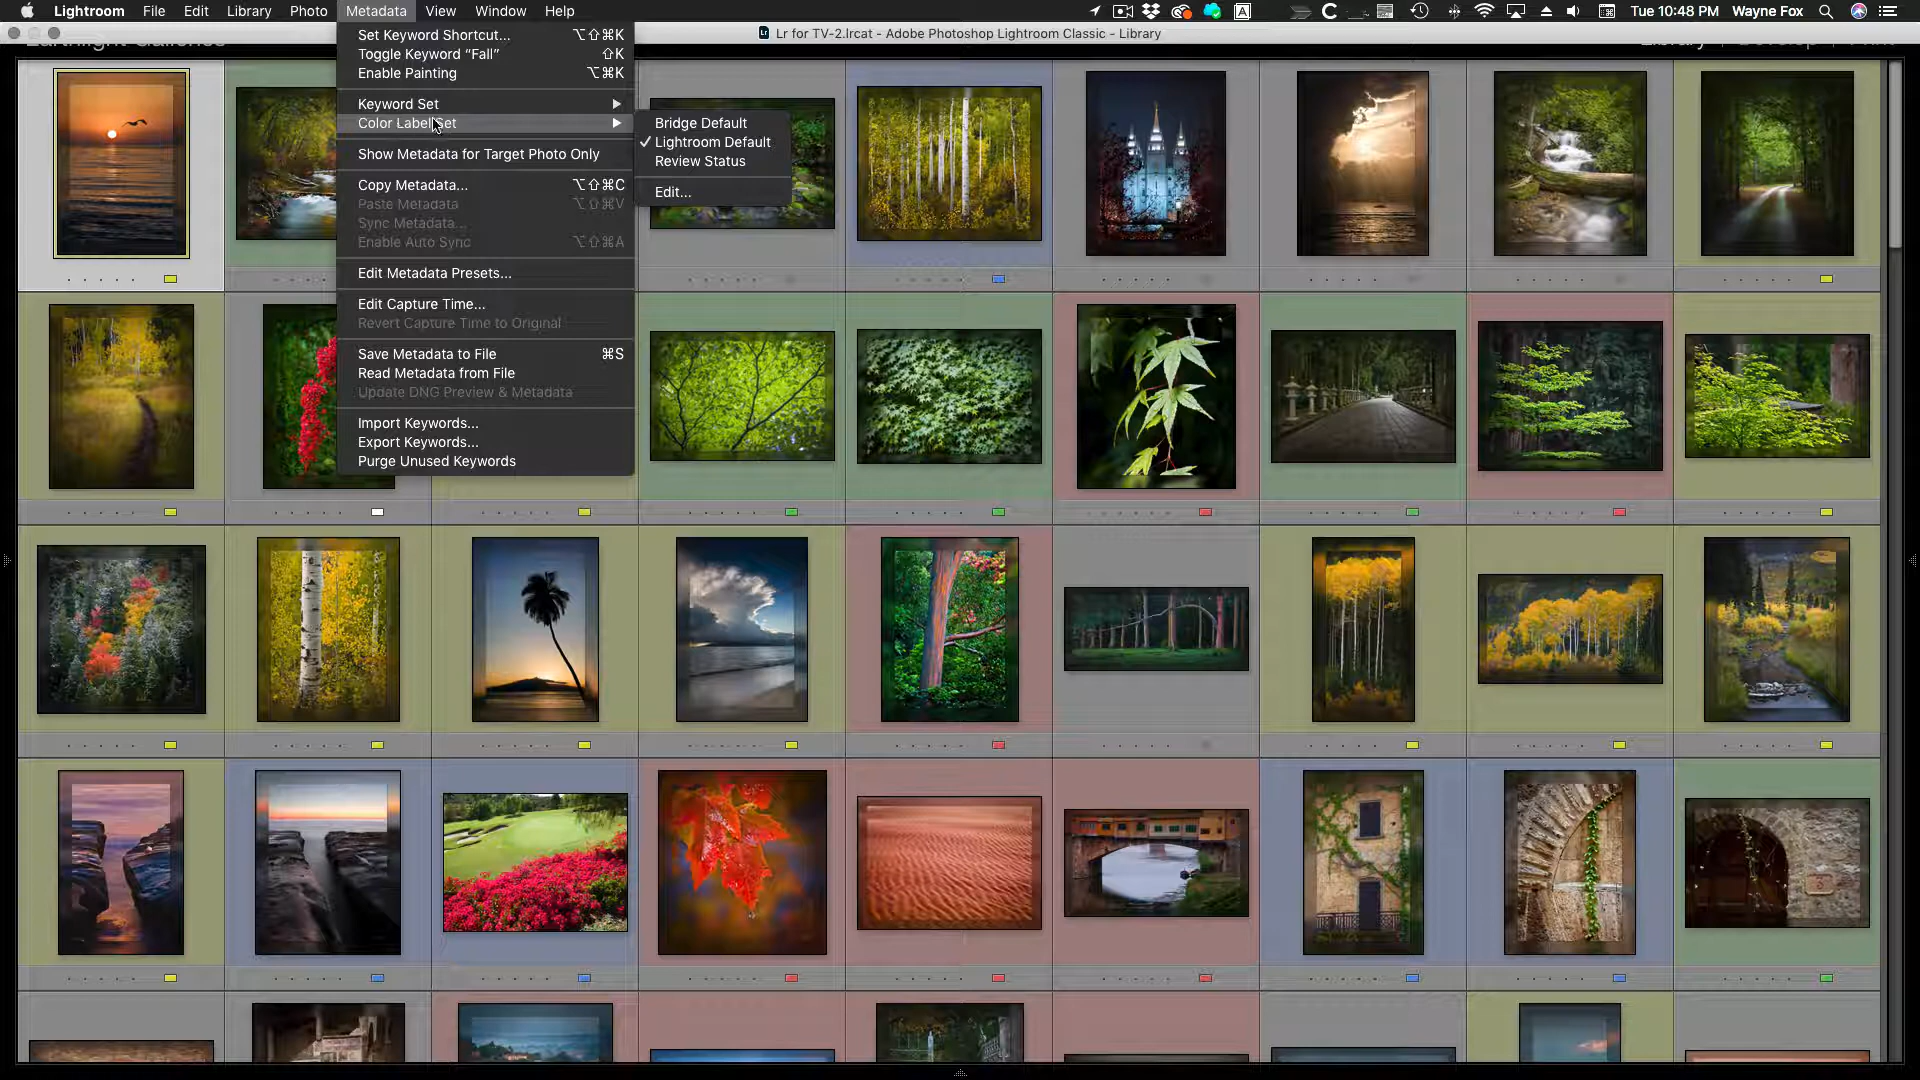 Lightroom File Edit Library Photo Metadata View Window Help Tue 10:48 PM Wayne Fox
Lr for TV-2.lrcat - Adobe Photoshop Lightroom Classic - Library
Set Keyword Shortcut... ⌥⇧⌘K
Toggle Keyword “Fall” ⇧K
Enable Painting ⌥⌘K
Keyword Set
Color Label Set
Bridge Default
✓ Lightroom Default
Review Status
Edit...
Show Metadata for Target Photo Only
Copy Metadata... ⌥⇧⌘C
Paste Metadata ⌥⇧⌘V
Sync Metadata...
Enable Auto Sync ⌥⇧⌘A
Edit Metadata Presets...
Edit Capture Time...
Revert Capture Time to Original
Save Metadata to File ⌘S
Read Metadata from File
Update DNG Preview & Metadata
Import Keywords...
Export Keywords...
Purge Unused Keywords